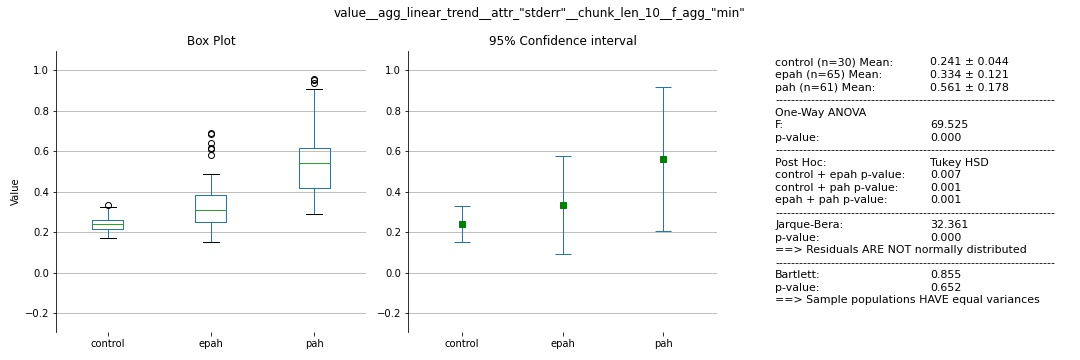 value__agg_linear_trend__attr_"stderr"__chunk_len_10__f_agg_"min"
Box Plot
Value
1.0
0.8
0.6
0.4
0.2
0.0
−0.2
control epah pah
95% Confidence interval
1.0
0.8
0.6
0.4
0.2
0.0
−0.2
control epah pah
control (n=30) Mean: 0.241 ± 0.044
epah (n=65) Mean: 0.334 ± 0.121
pah (n=61) Mean: 0.561 ± 0.178
One-Way ANOVA
F: 69.525
p-value: 0.000
Post Hoc: Tukey HSD
control + epah p-value: 0.007
control + pah p-value: 0.001
epah + pah p-value: 0.001
Jarque-Bera: 32.361
p-value: 0.000
==> Residuals ARE NOT normally distributed
Bartlett: 0.855
p-value: 0.652
==> Sample populations HAVE equal variances